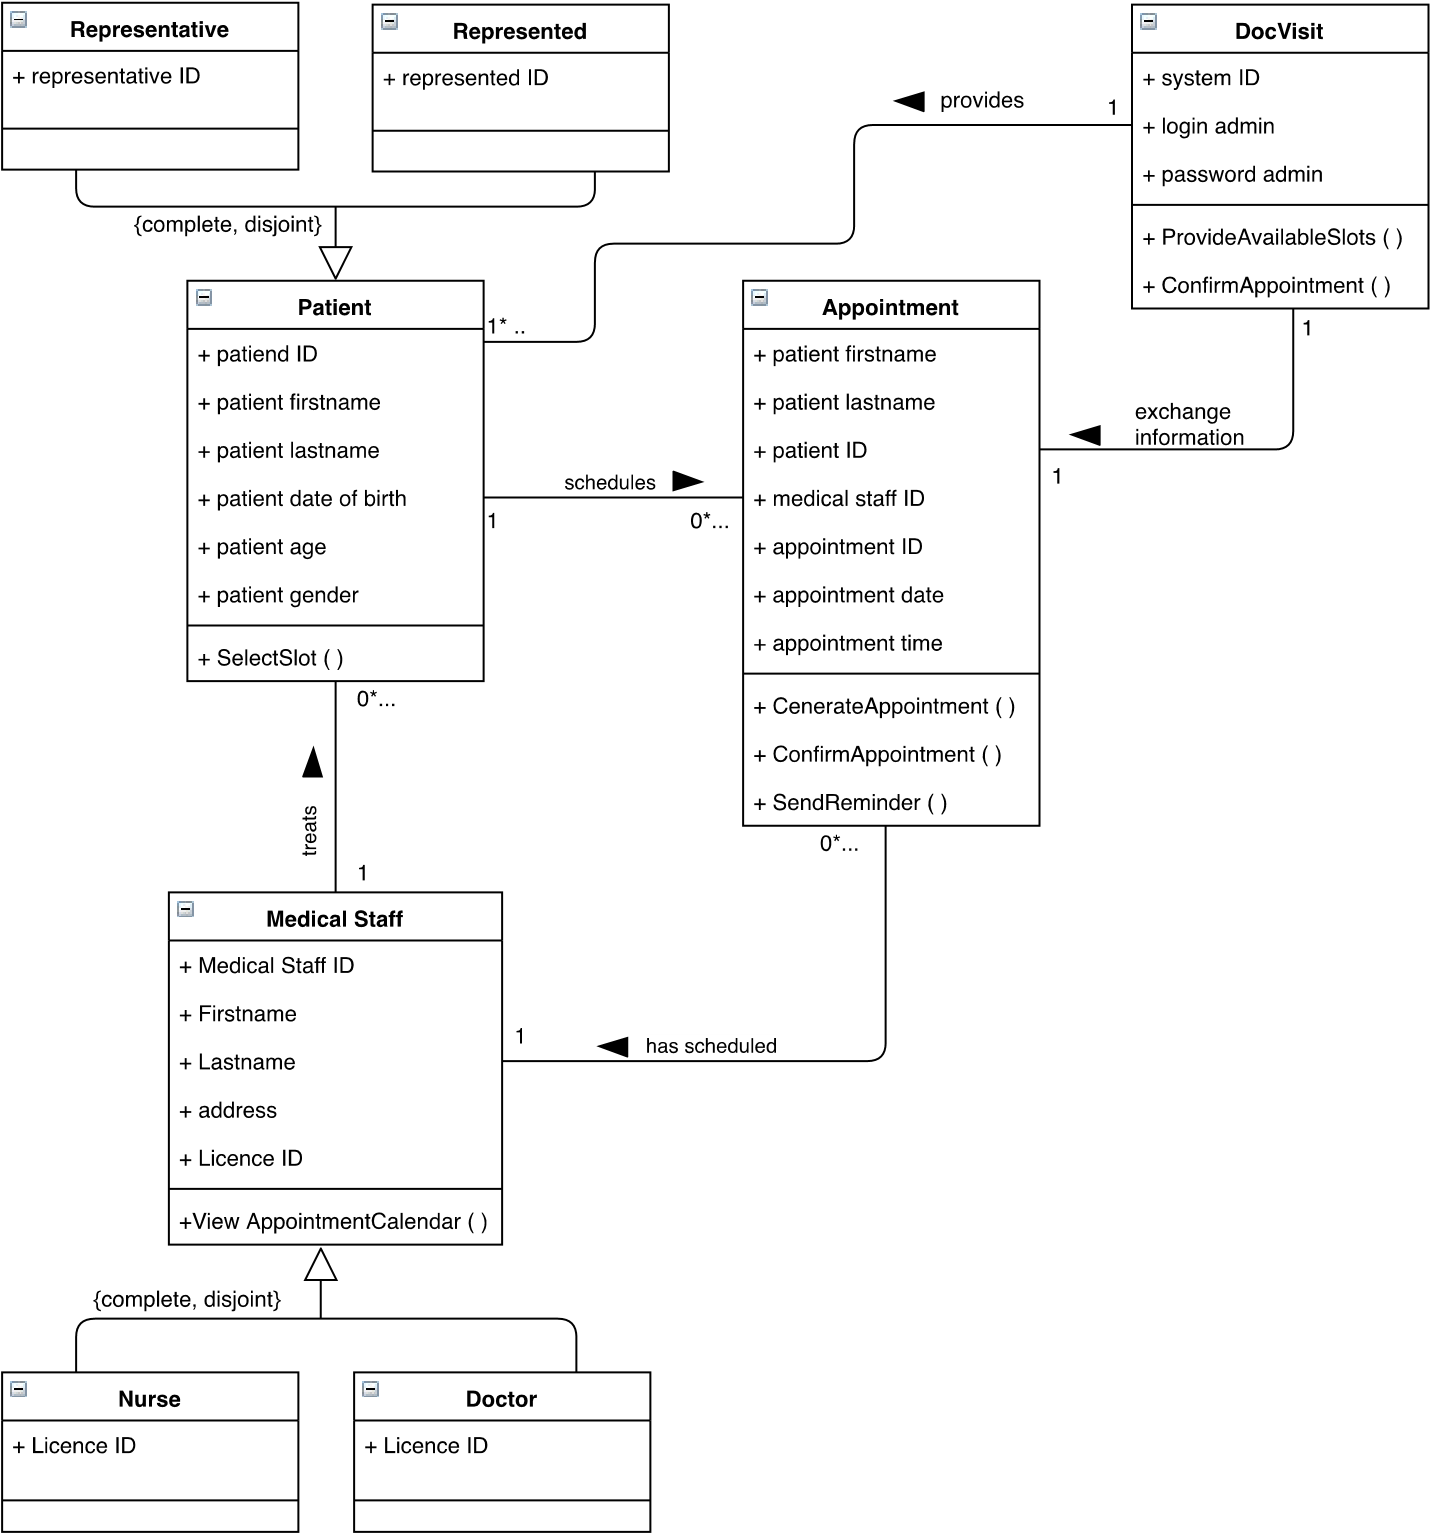 Representative
+ representative ID
Represented
+ represented ID
DocVisit
+ system ID
+ login admin
+ password admin
+ ProvideAvailableSlots ( )
+ ConfirmAppointment ( )
provides
1
{complete, disjoint}
1* ..
Patient
+ patiend ID
+ patient firstname
+ patient lastname
+ patient date of birth
+ patient age
+ patient gender
+ SelectSlot ( )
Appointment
+ patient firstname
+ patient lastname
+ patient ID
+ medical staff ID
+ appointment ID
+ appointment date
+ appointment time
+ CenerateAppointment ( )
+ ConfirmAppointment ( )
+ SendReminder ( )
1
exchange
information
1
schedules
1
0*...
0*...
treats
1
0*...
1
has scheduled
Medical Staff
+ Medical Staff ID
+ Firstname
+ Lastname
+ address
+ Licence ID
+View AppointmentCalendar ( )
{complete, disjoint}
Nurse
+ Licence ID
Doctor
+ Licence ID